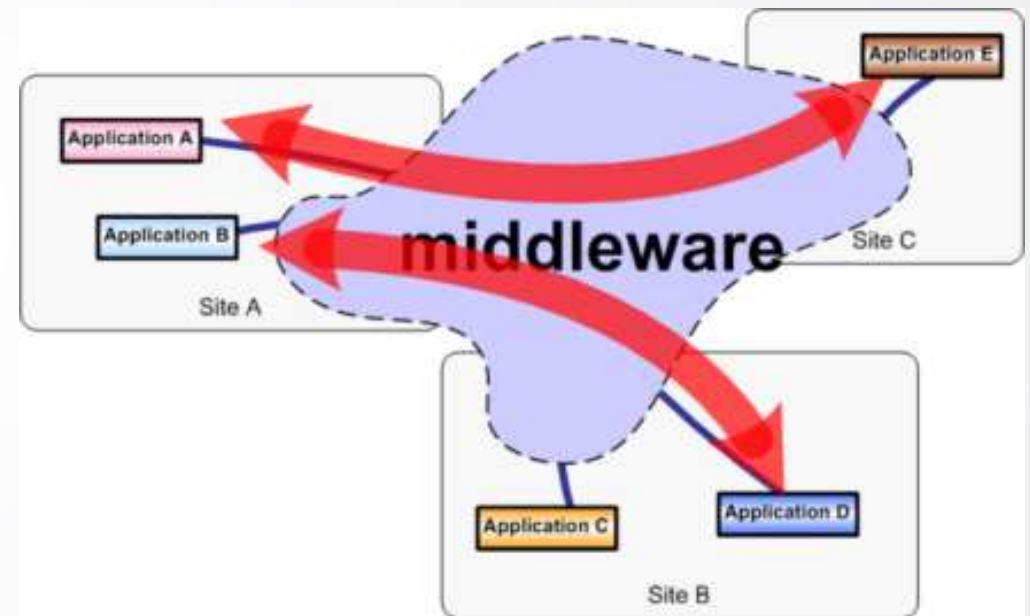 Application E
Application A
Application B
middleware
Site C
Site A
Application C
Application D
Site B